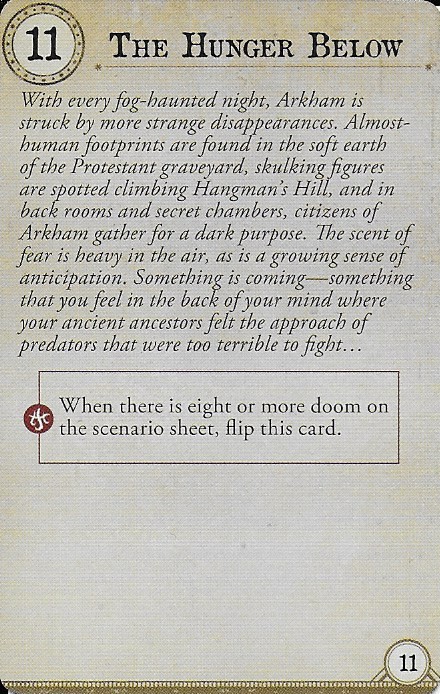 11
The Hunger Below
With every fog-haunted night, Arkham is
struck by more strange disappearances. Almost-
human footprints are found in the soft earth
of the Protestant graveyard, skulking figures
are spotted climbing Hangman's Hill, and in
back rooms and secret chambers, citizens of
Arkham gather for a dark purpose. The scent of
fear is heavy in the air, as is a growing sense of
anticipation. Something is coming—something
that you feel in the back of your mind where
your ancient ancestors felt the approach of
predators that were too terrible to fight…
When there is eight or more doom on
the scenario sheet, flip this card.
11